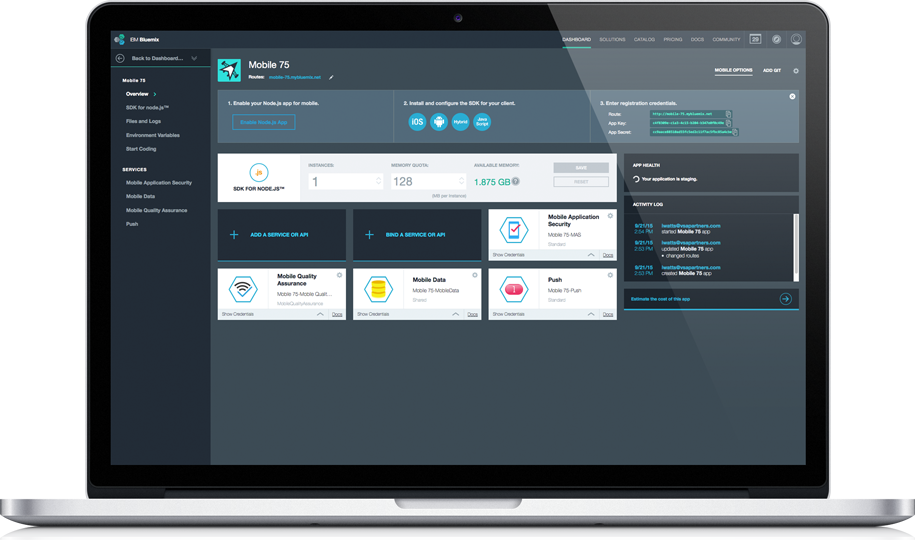 IBM Bluemix
DASHBOARD SOLUTIONS CATALOG PRICING DOCS COMMUNITY 29
Back to Dashboard...
Mobile 75
Overview
SDK for node.js™
Files and Logs
Environment Variables
Start Coding
SERVICES
Mobile Application Security
Mobile Data
Mobile Quality Assurance
Push
Mobile 75
Routes: mobile-75.mybluemix.net
MOBILE OPTIONS ADD GIT
1. Enable your Node.js app for mobile.
Enable Node.js App
2. Install and configure the SDK for your client.
iOS
Hybrid
Java
Script
3. Enter registration credentials.
Route: http://mobile-75.mybluemix.net/
App Key:
App Secret:
JS
SDK FOR NODE.JS™
INSTANCES:
1
MEMORY QUOTA:
128
(MB per Instance)
AVAILABLE MEMORY:
1.875 GB
SAVE
RESET
APP HEALTH
Your application is staging.
ADD A SERVICE OR API
BIND A SERVICE OR API
Mobile Application
Security
Mobile 75-MAS
Standard
Show Credentials Docs
ACTIVITY LOG
9/21/15 iwatts@vsapartners.com
2:54 PM started Mobile 75 app
9/21/15 iwatts@vsapartners.com
2:53 PM updated Mobile 75 app
• changed routes
9/21/15 iwatts@vsapartners.com
2:53 PM created Mobile 75 app
Mobile Quality
Assurance
Mobile 75-Mobile Qualit...
MobileQualityAssurance
Show Credentials Docs
Mobile Data
Mobile 75:MobileData
Shared
Show Credentials Docs
1
Push
Mobile 75-Push
Standard
Show Credentials Docs
Estimate the cost of this app